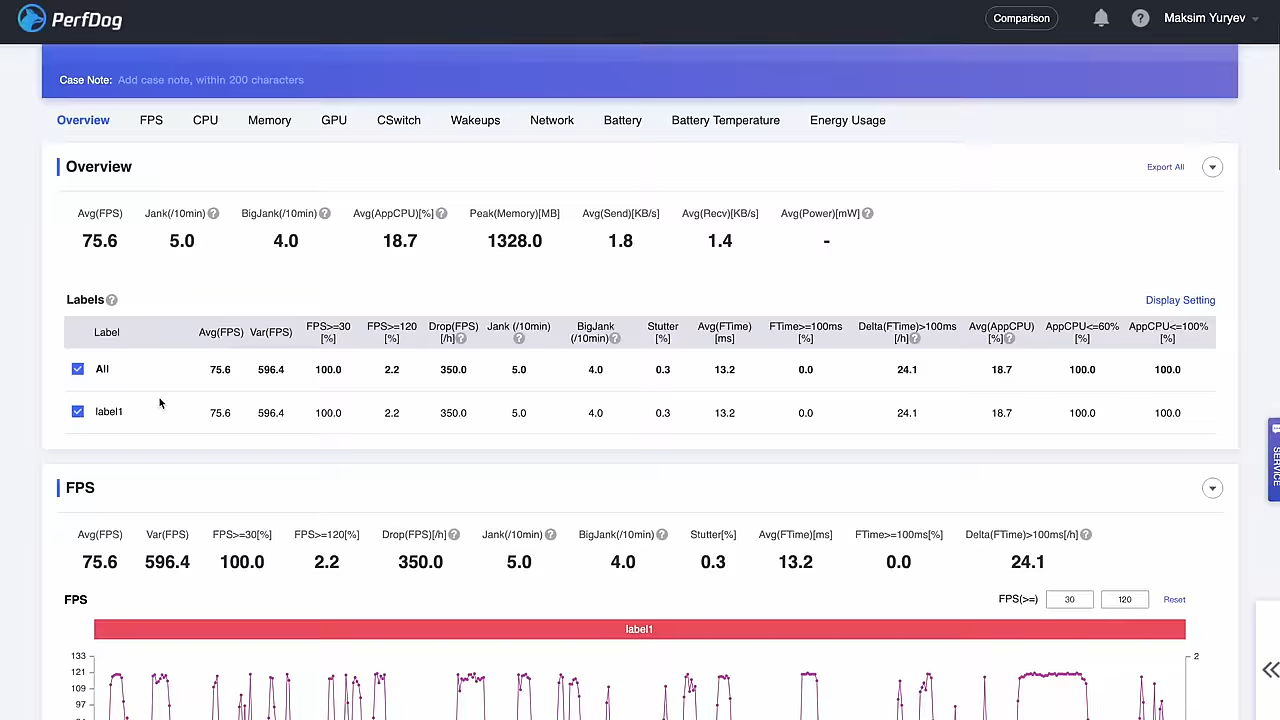 PerfDog
Comparison
Maksim Yuryev
Case Note: Add case note, within 200 characters
Overview FPS CPU Memory GPU CSwitch Wakeups Network Battery Battery Temperature Energy Usage
Overview
Export All
Avg(FPS) Jank(/10min) BigJank(/10min) Avg(AppCPU)[%] Peak(Memory)[MB] Avg(Send)[KB/s] Avg(Recv)[KB/s] Avg(Power)[mW]
75.6 5.0 4.0 18.7 1328.0 1.8 1.4 -
Labels
Display Setting
Label Avg(FPS) Var(FPS) FPS>=30 [%] FPS>=120 [%] Drop(FPS) [/h] Jank (/10min) BigJank (/10min) Stutter [%] Avg(FTime) [ms] FTime>=100ms [%] Delta(FTime)>100ms [/h] Avg(AppCPU) [%] AppCPU<=60% [%] AppCPU<=100% [%]
All 75.6 596.4 100.0 2.2 350.0 5.0 4.0 0.3 13.2 0.0 24.1 18.7 100.0 100.0
label1 75.6 596.4 100.0 2.2 350.0 5.0 4.0 0.3 13.2 0.0 24.1 18.7 100.0 100.0
SERVICE
FPS
Avg(FPS) Var(FPS) FPS>=30[%] FPS>=120[%] Drop(FPS)[/h] Jank(/10min) BigJank(/10min) Stutter[%] Avg(FTime)[ms] FTime>=100ms[%] Delta(FTime)>100ms[/h]
75.6 596.4 100.0 2.2 350.0 5.0 4.0 0.3 13.2 0.0 24.1
FPS
FPS(>=) 30 120 Reset
label1
133 2
121
109
97